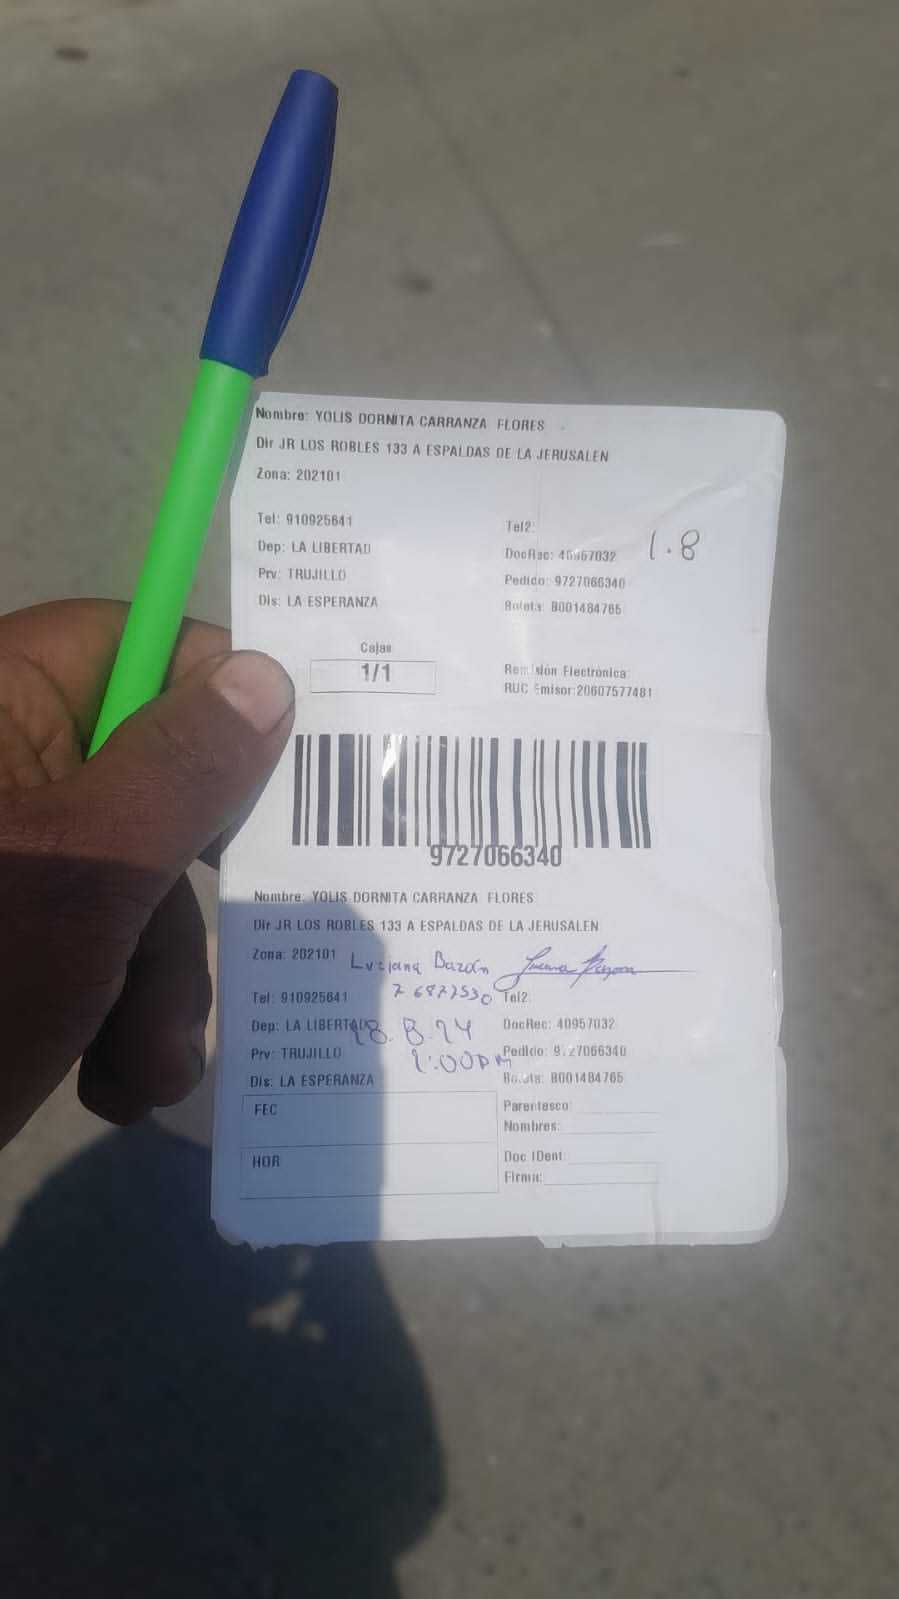 Nombre: YOLIS DORNITA CARRANZA FLORES
Dir JR LOS ROBLES 133 A ESPALDAS DE LA JERUSALEN
Zona: 202101
Tel: 910925641 Tel2:
Dep: LA LIBERTAD DocRec: 40957032 1.8
Prv: TRUJILLO Pedido: 9727066340
Dis: LA ESPERANZA Boleta: B001484765
Cajas
1/1
Remisión Electrónica:
RUC Emisor:20607577481
9727066340
Nombre: YOLIS DORNITA CARRANZA FLORES
Dir JR LOS ROBLES 133 A ESPALDAS DE LA JERUSALEN
Zona: 202101 Luciana Bazán
Tel: 910925641 76877530 Tel2:
Dep: LA LIBERTAD DocRec: 40957032
Prv: TRUJILLO :00PM Pedido: 9727066340
Dis: LA ESPERANZA Boleta: B001484765
FEC Parentesco:
Nombres:
HOR Doc IDent:
Firma: